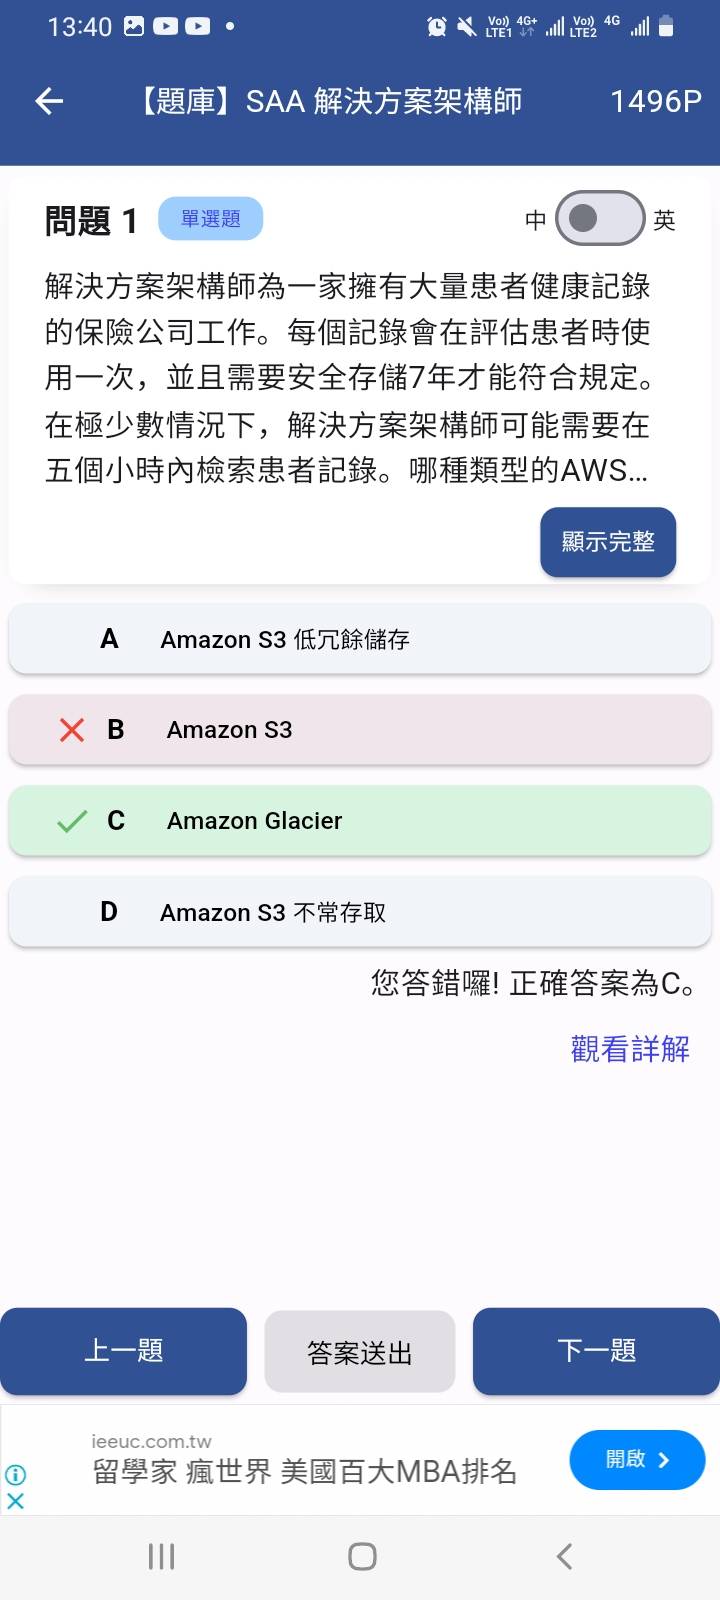 13:40
Vo)) 4G+ LTE1 Vo)) 4G LTE2
【題庫】SAA 解決方案架構師 1496P
問題 1 單選題 中 英
解決方案架構師為一家擁有大量患者健康記錄
的保險公司工作。每個記錄會在評估患者時使
用一次，並且需要安全存儲7年才能符合規定。
在極少數情況下，解決方案架構師可能需要在
五個小時內檢索患者記錄。哪種類型的AWS...
顯示完整
A Amazon S3 低冗餘儲存
B Amazon S3
C Amazon Glacier
D Amazon S3 不常存取
您答錯囉! 正確答案為C。
觀看詳解
上一題 答案送出 下一題
ieeuc.com.tw
留學家 瘋世界 美國百大MBA排名
開啟